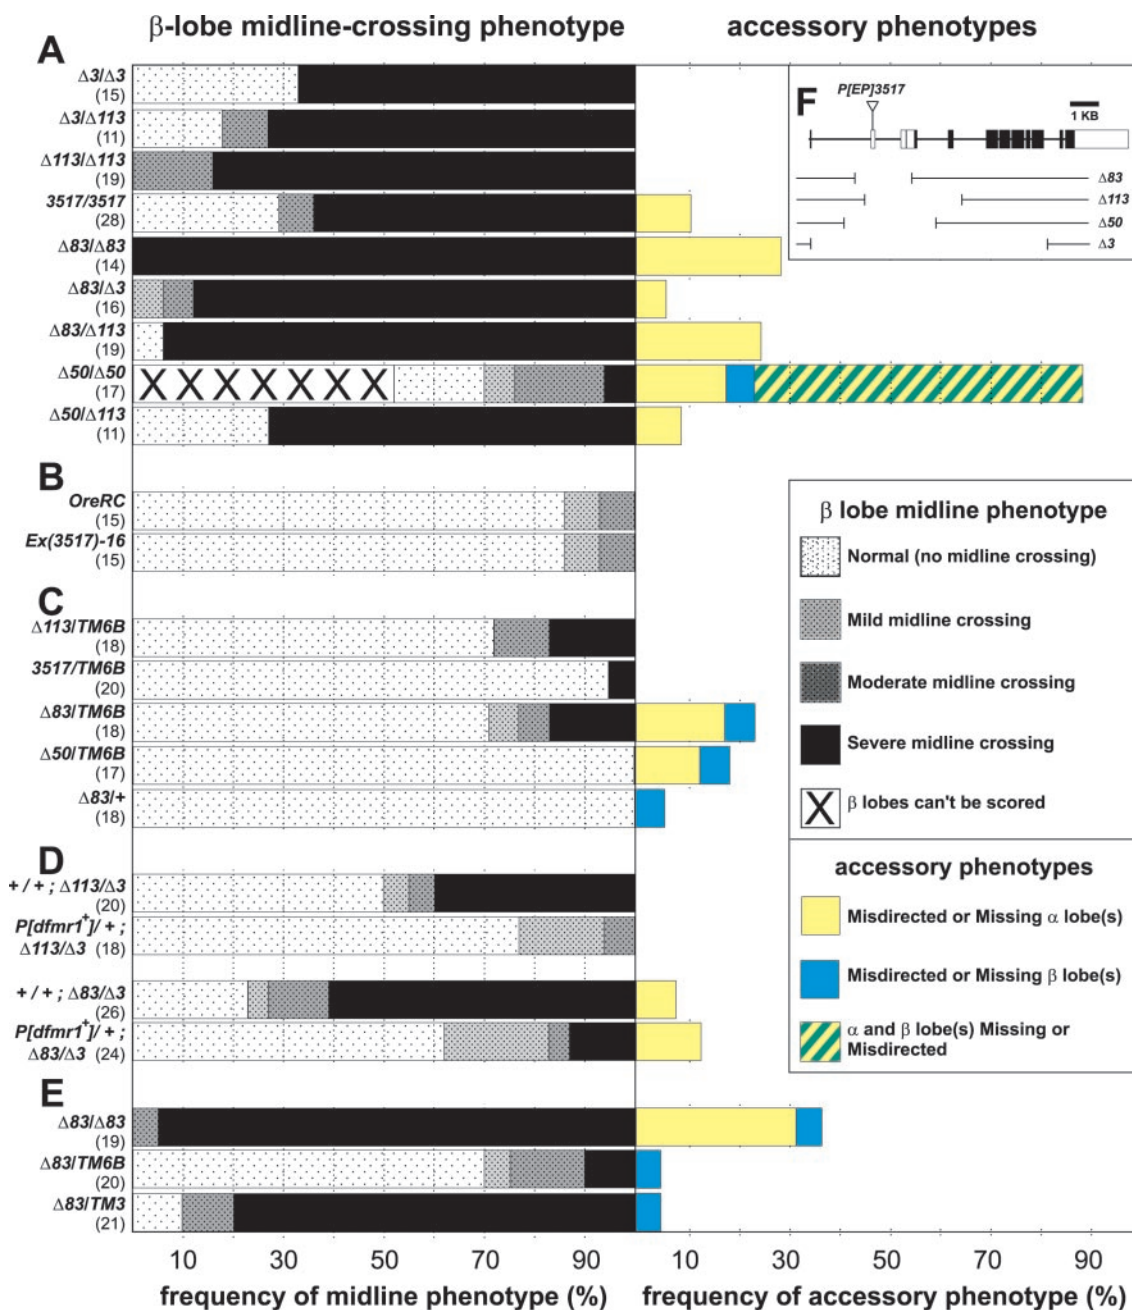 β-lobe midline-crossing phenotype
accessory phenotypes
A
Δ3/Δ3
(15)
Δ3/Δ113
(11)
Δ113/Δ113
(19)
3517/3517
(28)
Δ83/Δ83
(14)
Δ83/Δ3
(16)
Δ83/Δ113
(19)
Δ50/Δ50
(17)
X X X X X X X
Δ50/Δ113
(11)
F
P[EP]3517
1 KB
Δ83
Δ113
Δ50
Δ3
B
OreRC
(15)
Ex(3517)-16
(15)
C
Δ113/TM6B
(18)
3517/TM6B
(20)
Δ83/TM6B
(18)
Δ50/TM6B
(17)
Δ83/+
(18)
D
+ / + ; Δ113/Δ3
(20)
P[dfmr1⁺]/ + ;
Δ113/Δ3 (18)
+ / + ; Δ83/Δ3
(26)
P[dfmr1⁺]/ + ;
Δ83/Δ3 (24)
E
Δ83/Δ83
(19)
Δ83/TM6B
(20)
Δ83/TM3
(21)
β lobe midline phenotype
Normal (no midline crossing)
Mild midline crossing
Moderate midline crossing
Severe midline crossing
X β lobes can't be scored
accessory phenotypes
Misdirected or Missing α lobe(s)
Misdirected or Missing β lobe(s)
α and β lobe(s) Missing or
Misdirected
10 30 50 70 90
10 30 50 70 90
frequency of midline phenotype (%)
frequency of accessory phenotype (%)